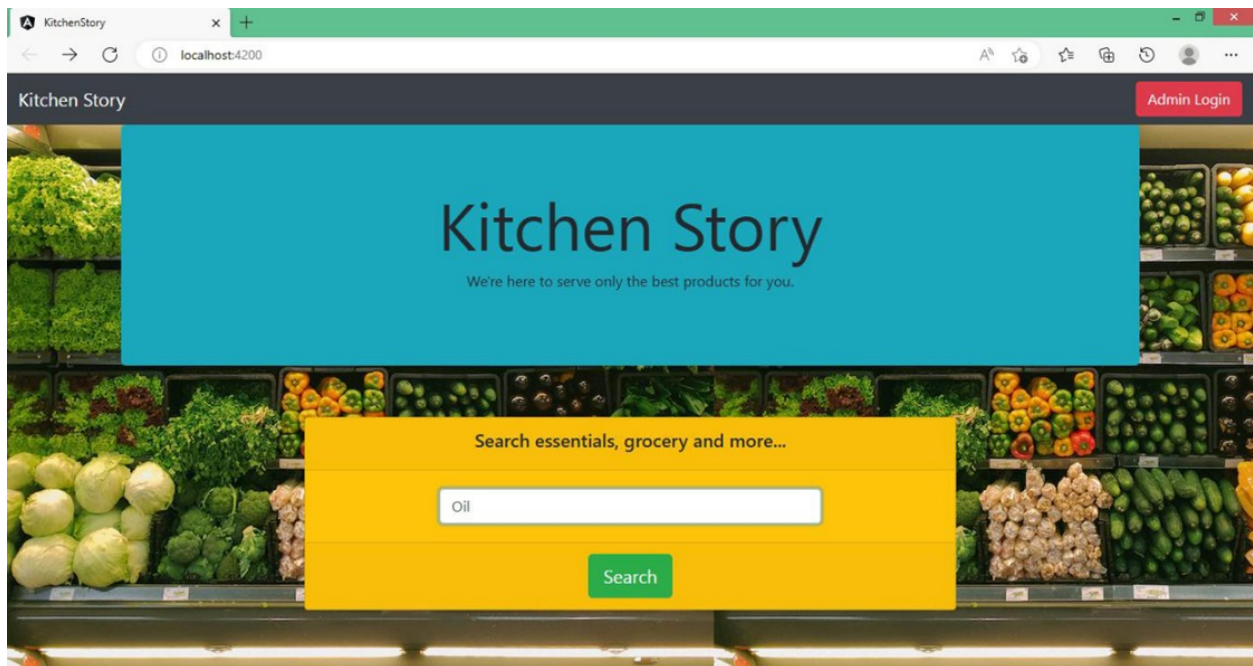 KitchenStory
localhost:4200
Kitchen Story
Admin Login
Kitchen Story
We're here to serve only the best products for you.
Search essentials, grocery and more...
Oil
Search